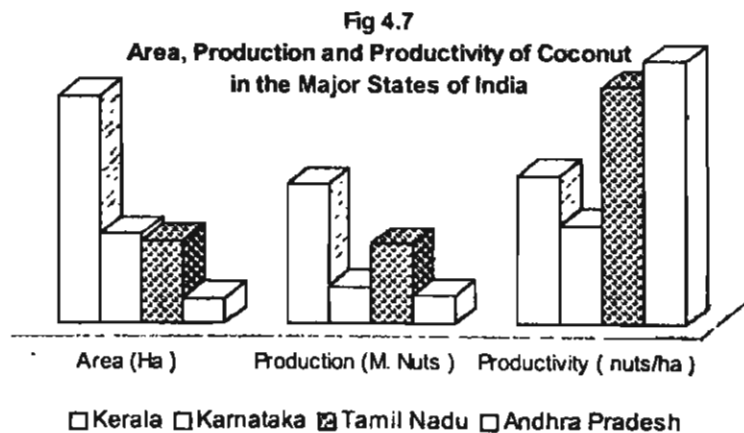 Fig 4.7
Area, Production and Productivity of Coconut
in the Major States of India
Area (Ha) Production (M. Nuts) Productivity ( nuts/ha)
Kerala Karnataka Tamil Nadu Andhra Pradesh